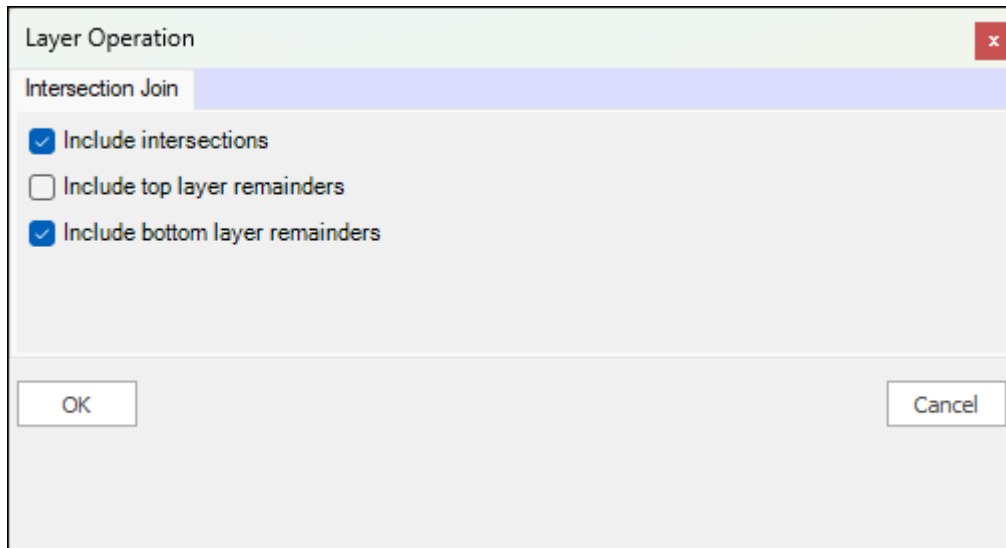 Layer Operation
x
Intersection Join
Include intersections
Include top layer remainders
Include bottom layer remainders
OK Cancel